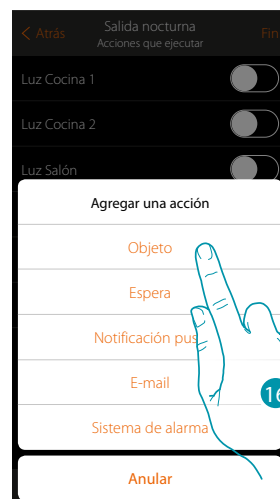 < Atrás
Salida nocturna
Fin
Acciones que ejecutar
Luz Cocina 1
Luz Cocina 2
Luz Salón
Agregar una acción
Objeto
Espera
Notificación pus
E-mail
Sistema de alarma
16
Anular